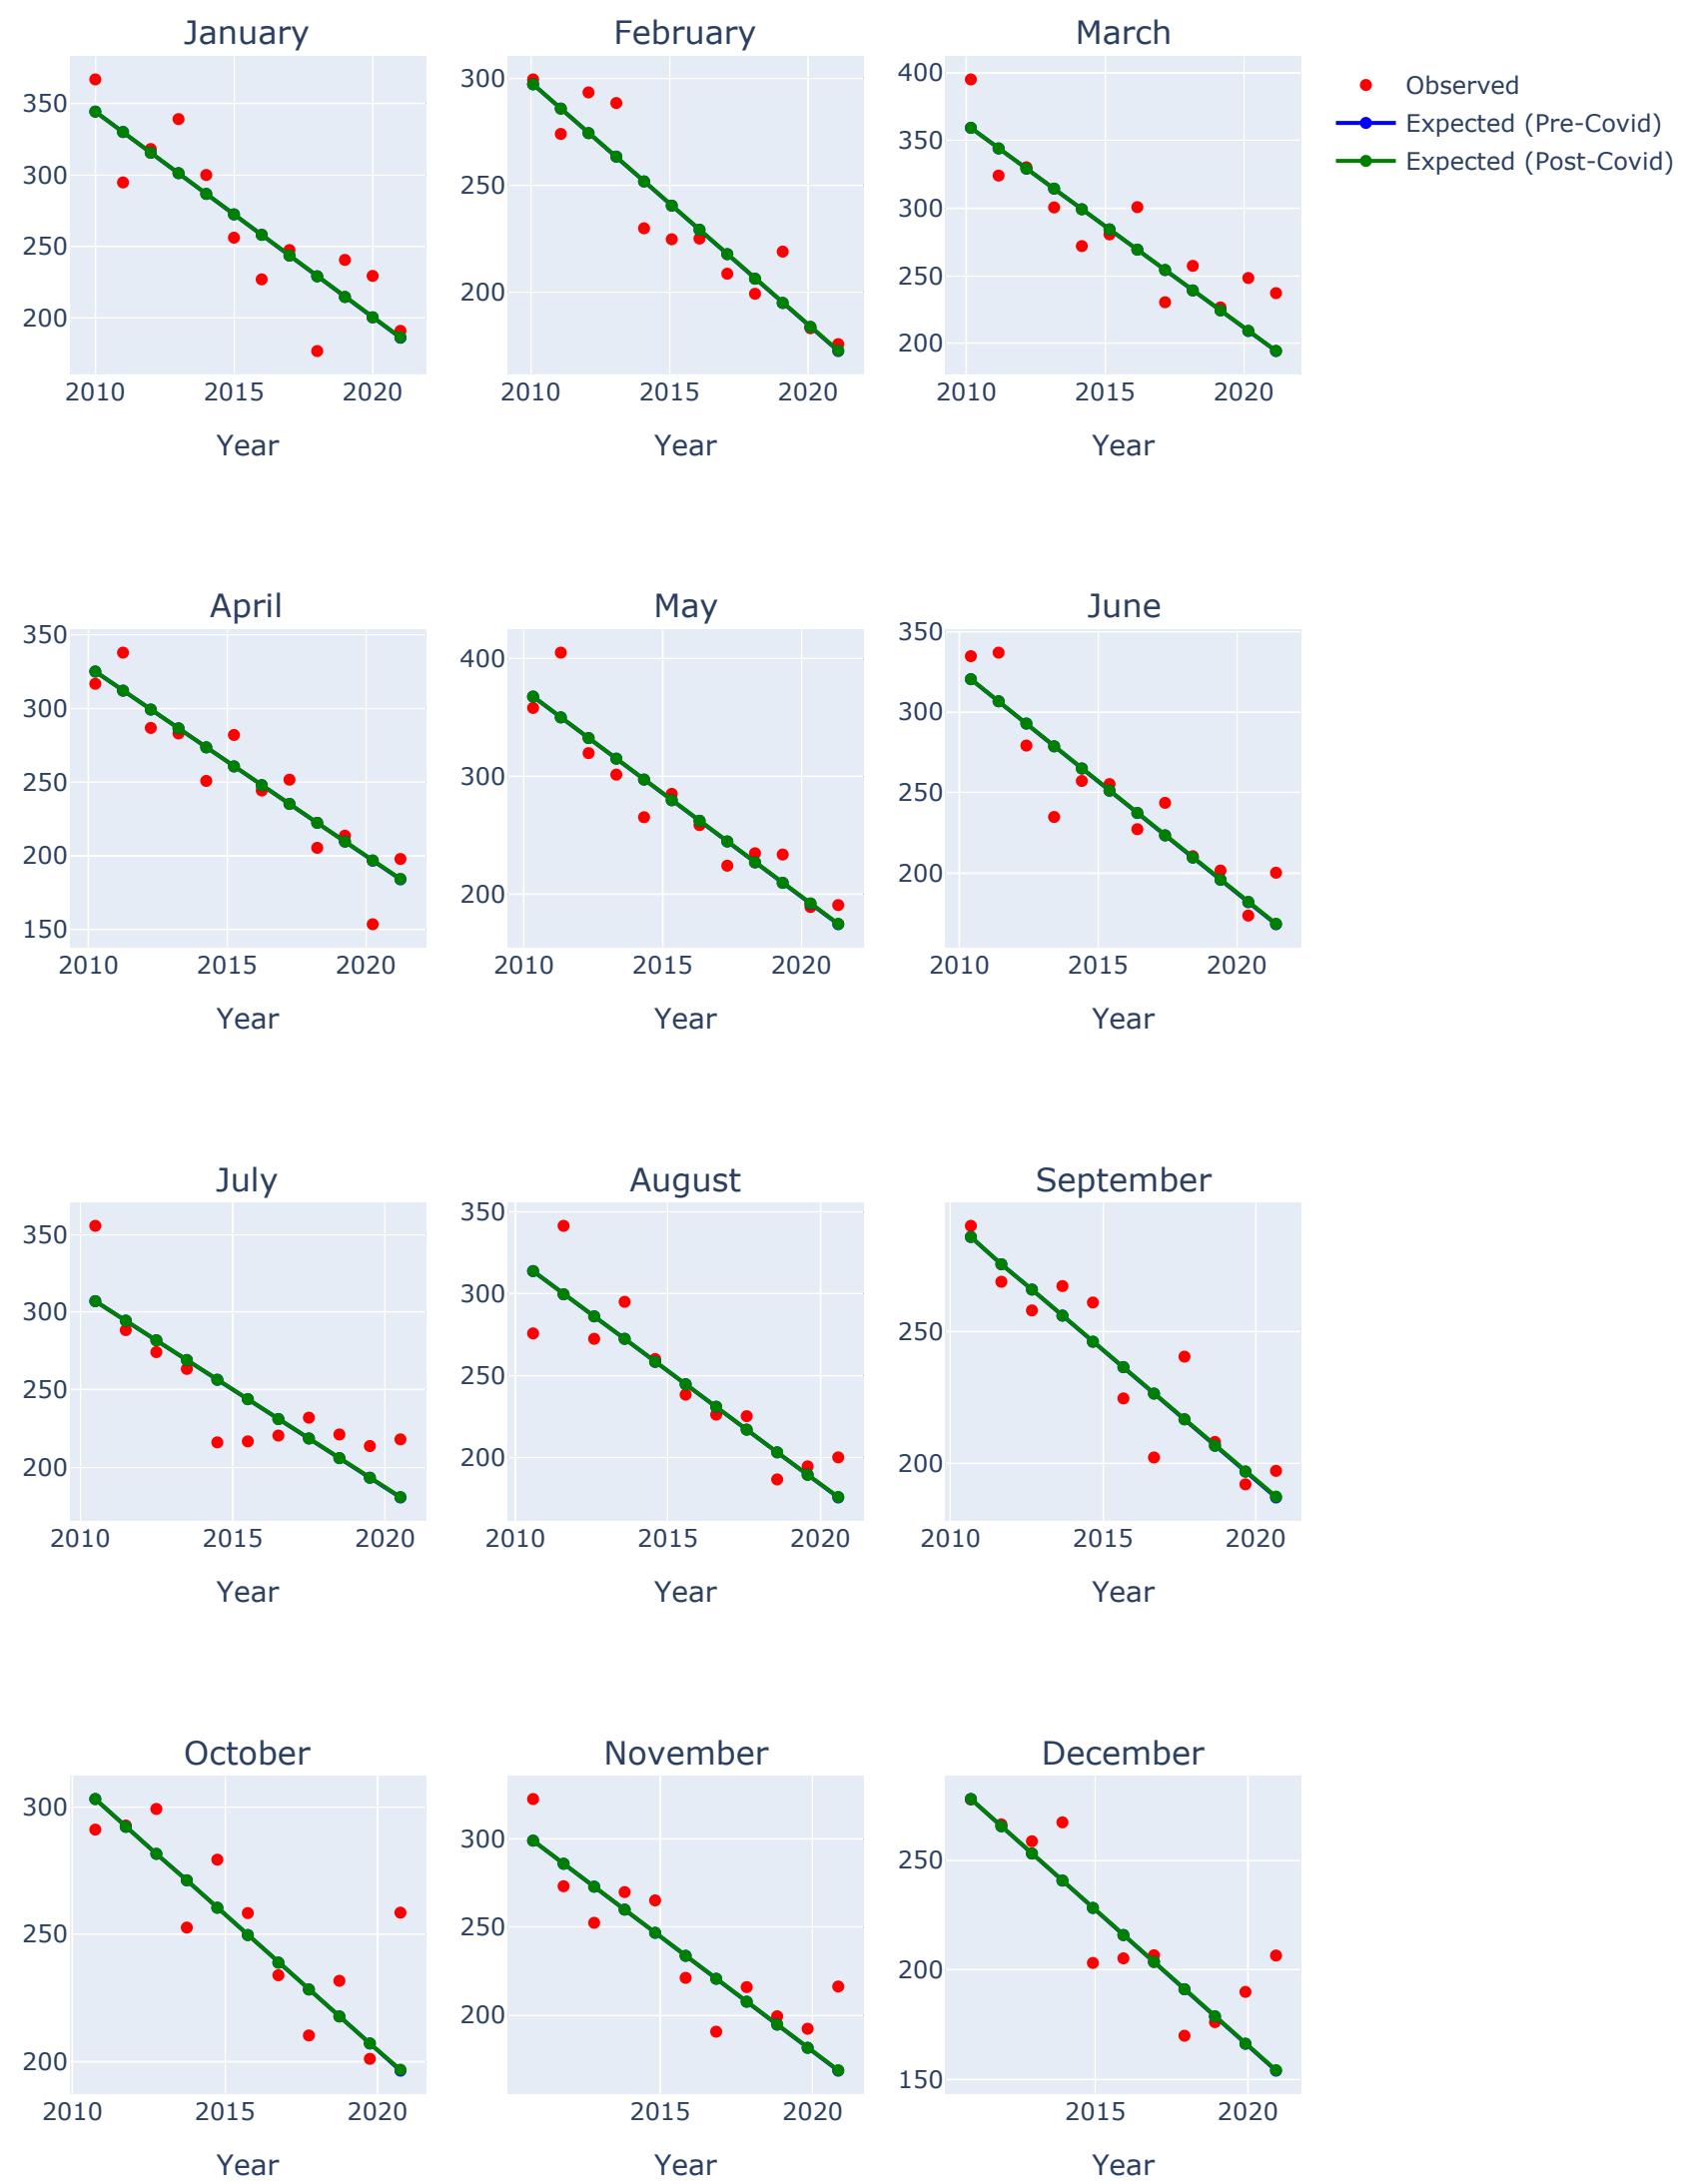 January February March
400
350
300
250
200
2010 2015 2020
Year
300
250
200
2010 2015 2020
Year
350
300
250
200
2010 2015 2020
Year
Observed
Expected (Pre-Covid)
Expected (Post-Covid)
April May June
350
300
250
200
150
2010 2015 2020
Year
400
300
200
2010 2015 2020
Year
350
300
250
200
2010 2015 2020
Year
July August September
350
300
250
200
2010 2015 2020
Year
350
300
250
200
2010 2015 2020
Year
250
200
2010 2015 2020
Year
October November December
300
250
200
2010 2015 2020
Year
300
250
200
2015 2020
Year
250
200
150
2015 2020
Year